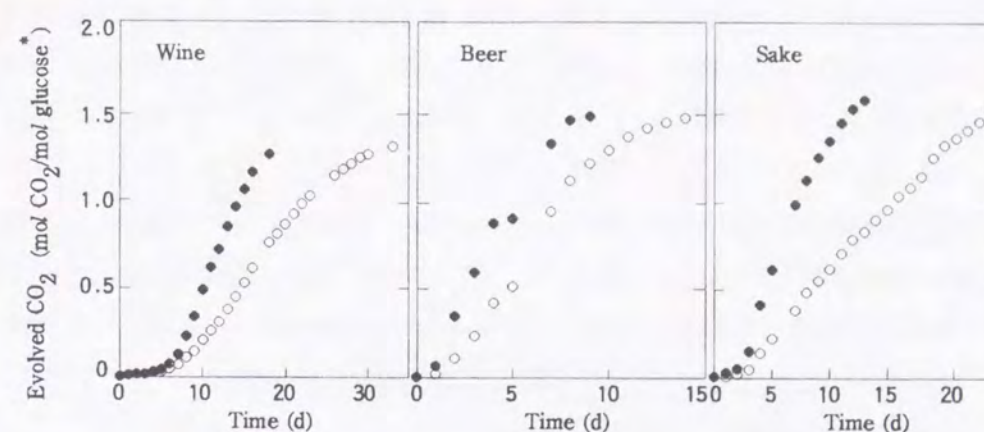 Evolved CO₂ (mol CO₂/mol glucose*)
2.0
1.5
1.0
0.5
0
Wine
0 10 20 30
Time (d)
Beer
0 5 10 15
Time (d)
Sake
5 10 15 20
Time (d)